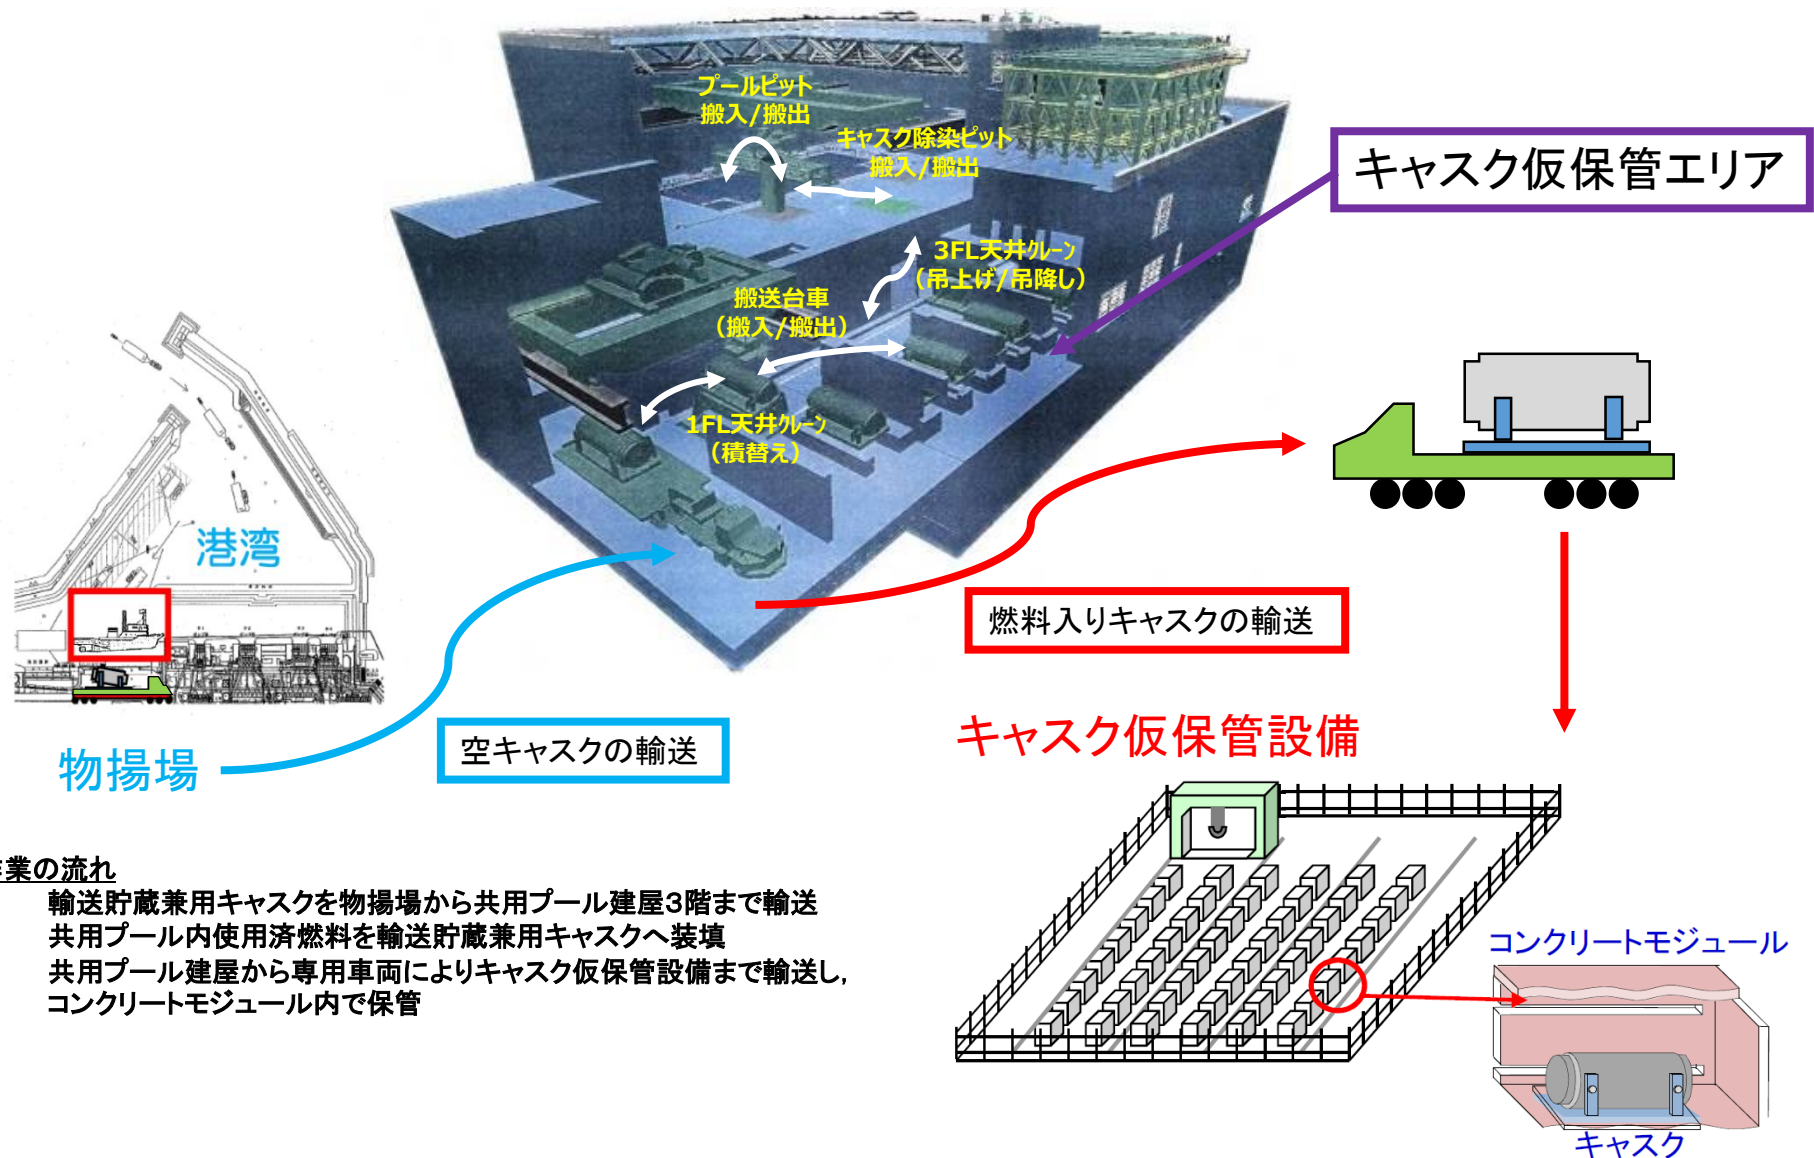 プールピット
搬入/搬出
キャスク除染ピット
搬入/搬出
キャスク仮保管エリア
3FL天井クレーン
（吊上げ/吊降し）
搬送台車
（搬入/搬出）
1FL天井クレーン
（積替え）
港湾
燃料入りキャスクの輸送
空キャスクの輸送
物揚場
キャスク仮保管設備
業の流れ
輸送貯蔵兼用キャスクを物揚場から共用プール建屋3階まで輸送
共用プール内使用済燃料を輸送貯蔵兼用キャスクへ装填
共用プール建屋から専用車両によりキャスク仮保管設備まで輸送し，
コンクリートモジュール内で保管
コンクリートモジュール
キャスク